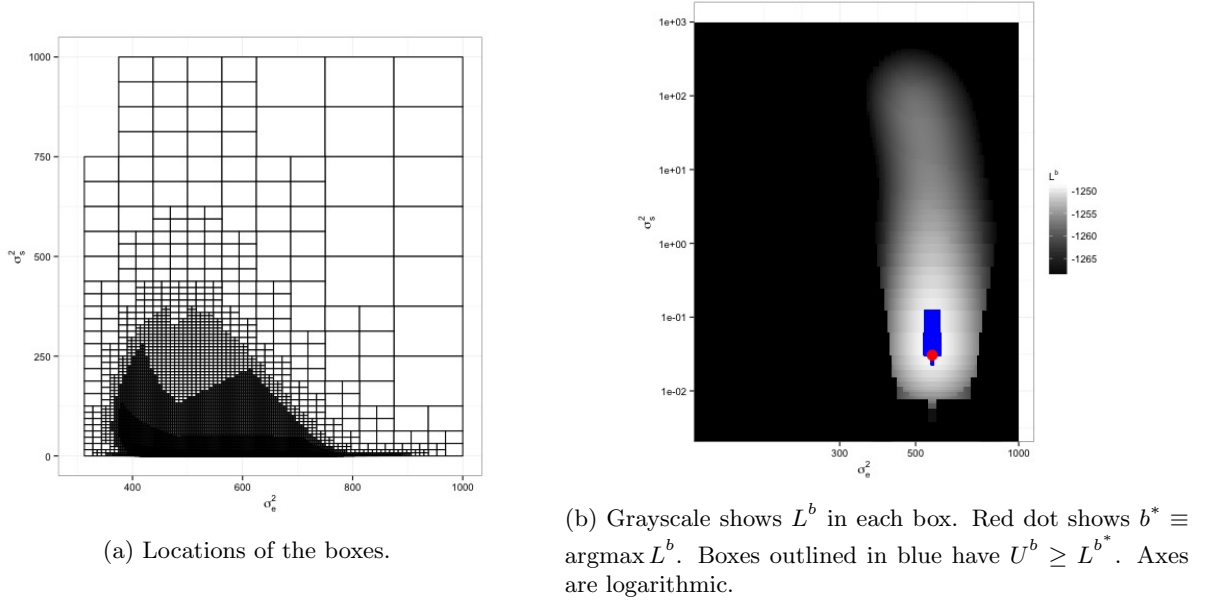 1000
750
500
250
0
σ_s^2
400
600
800
1000
σ_e^2
(a) Locations of the boxes.
1e+03
1e+02
1e+01
1e+00
1e-01
1e-02
σ_s^2
300
500
1000
σ_e^2
L^b
-1250
-1255
-1260
-1265
(b) Grayscale shows L^b in each box. Red dot shows b^* ≡
argmax L^b. Boxes outlined in blue have U^b ≥ L^{b^*}. Axes
are logarithmic.